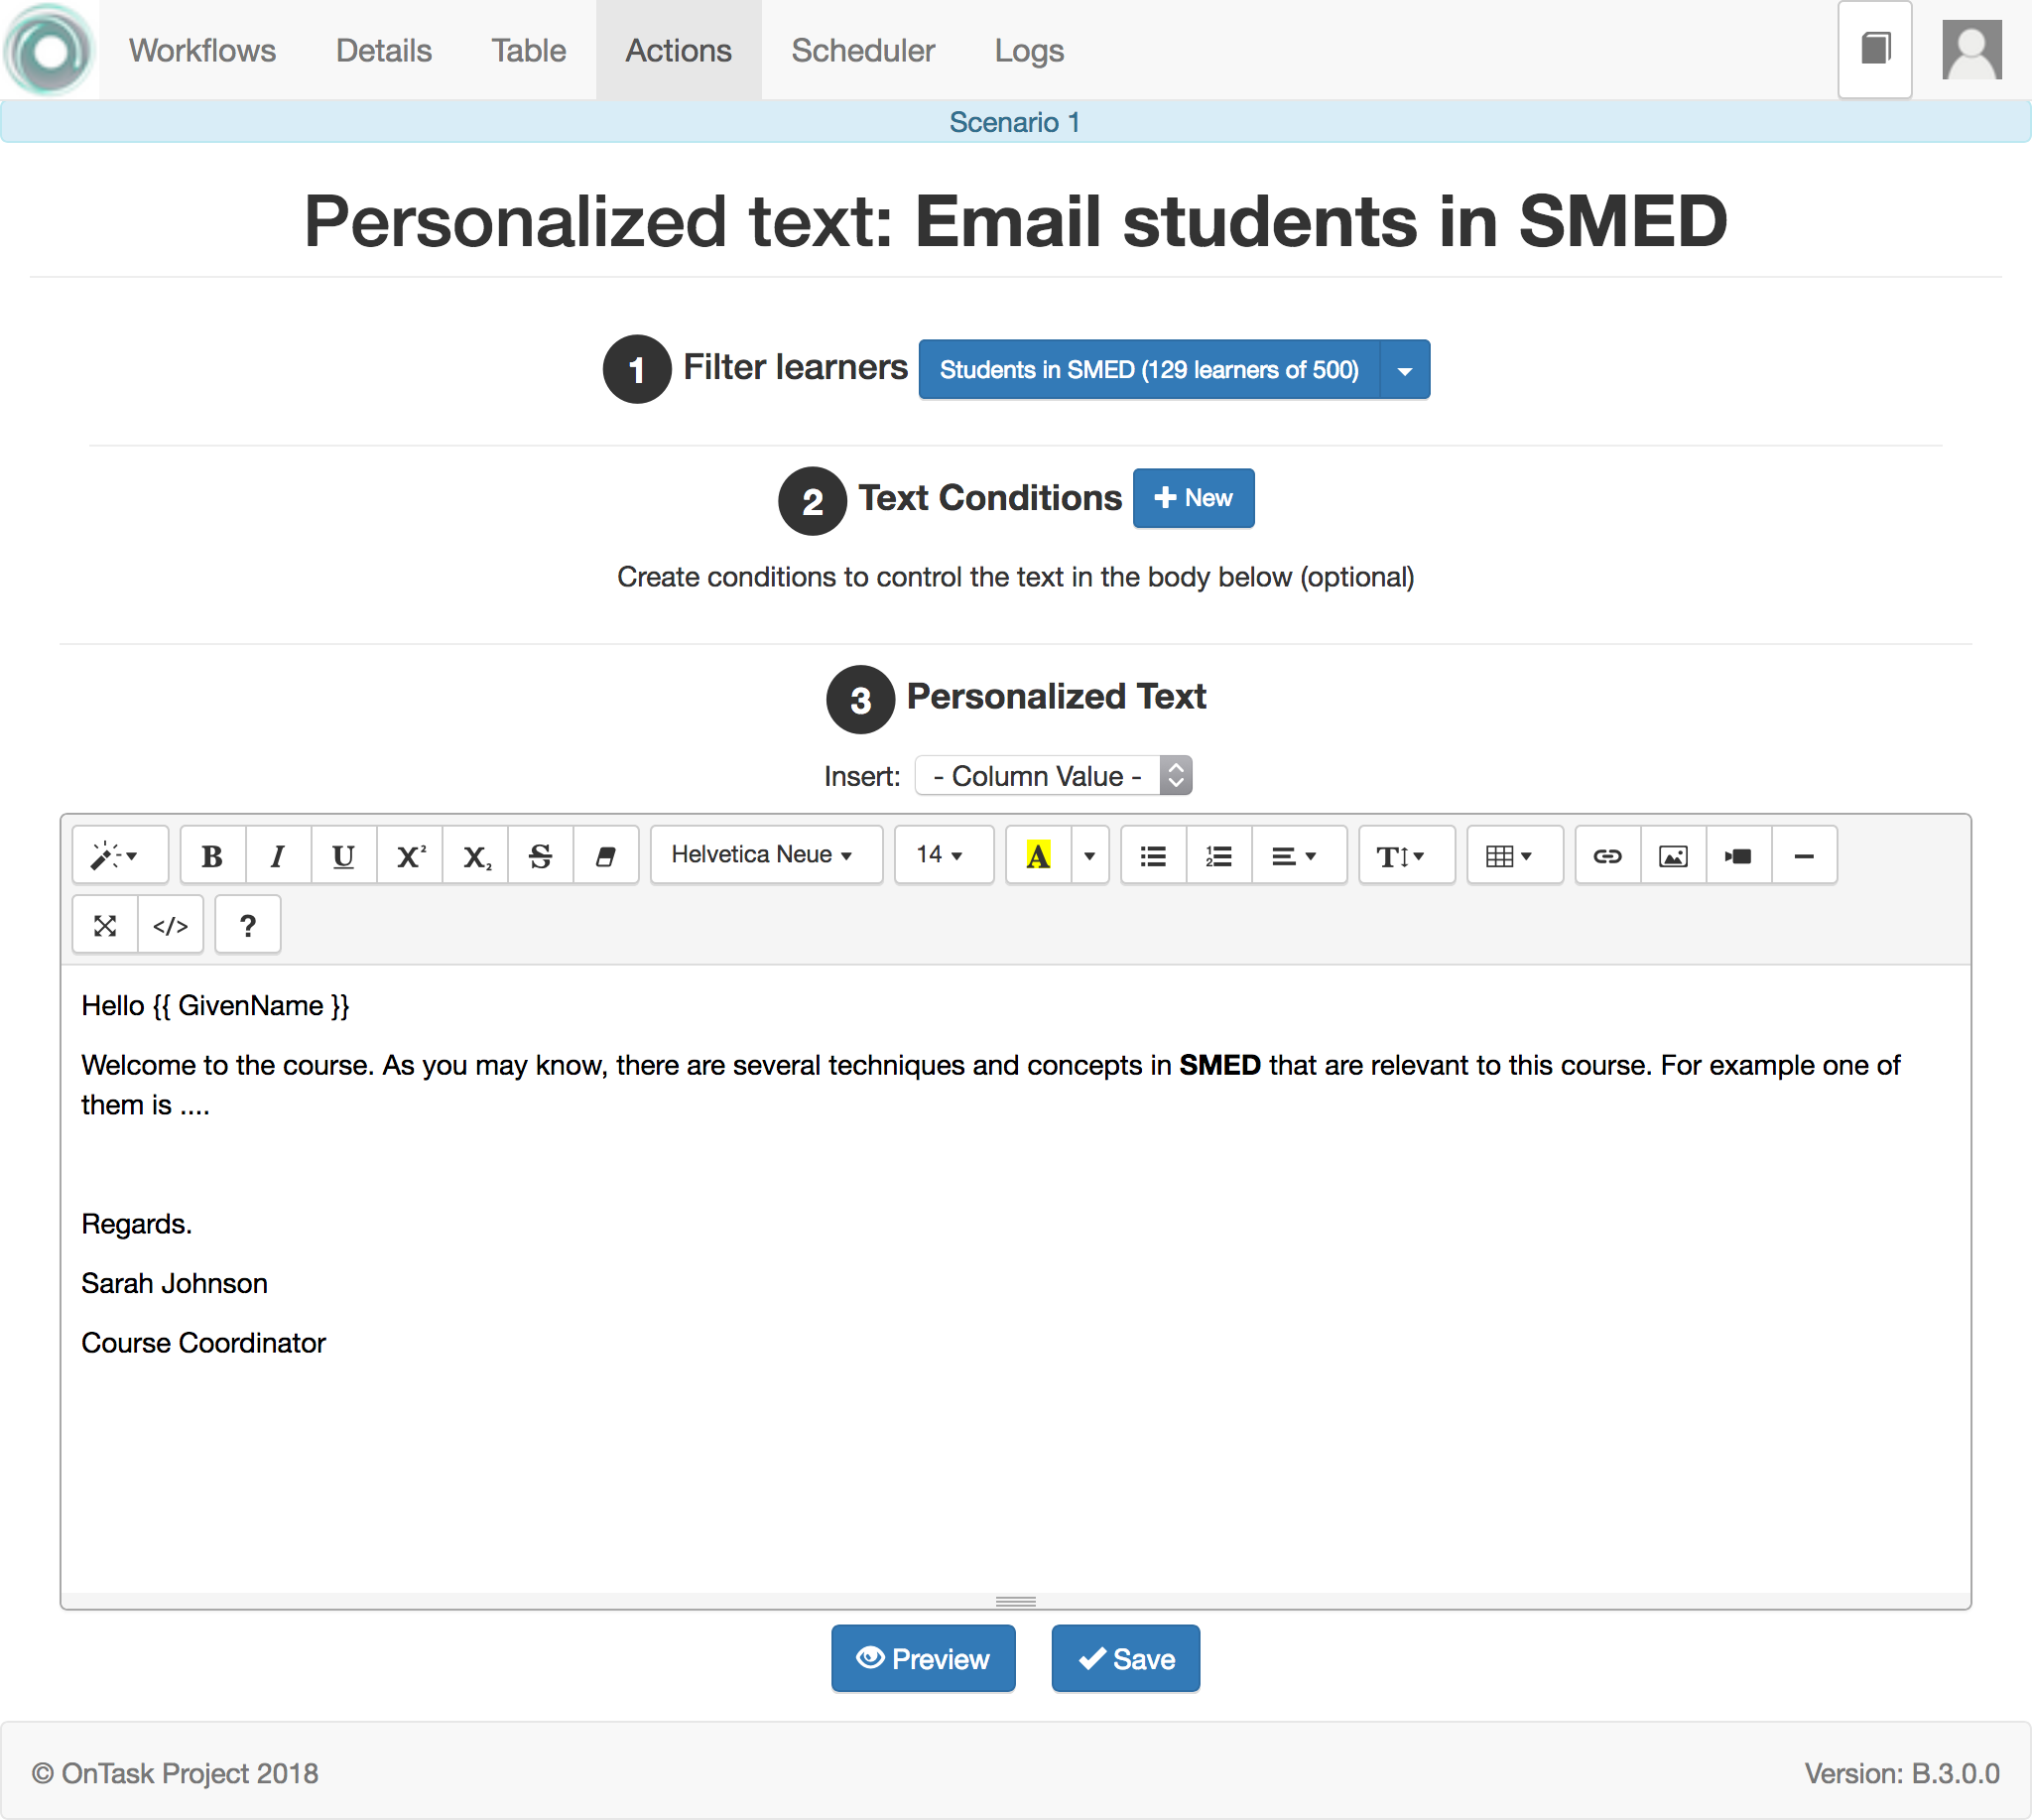 Workflows Details Table Actions Scheduler Logs
Scenario 1
Personalized text: Email students in SMED
1 Filter learners Students in SMED (129 learners of 500)
2 Text Conditions New
Create conditions to control the text in the body below (optional)
3 Personalized Text
Insert: - Column Value -
B I U X² X₂ S Helvetica Neue 14 A T
</> ?
Hello {{ GivenName }}
Welcome to the course. As you may know, there are several techniques and concepts in SMED that are relevant to this course. For example one of
them is ....
Regards.
Sarah Johnson
Course Coordinator
Preview Save
© OnTask Project 2018 Version: B.3.0.0